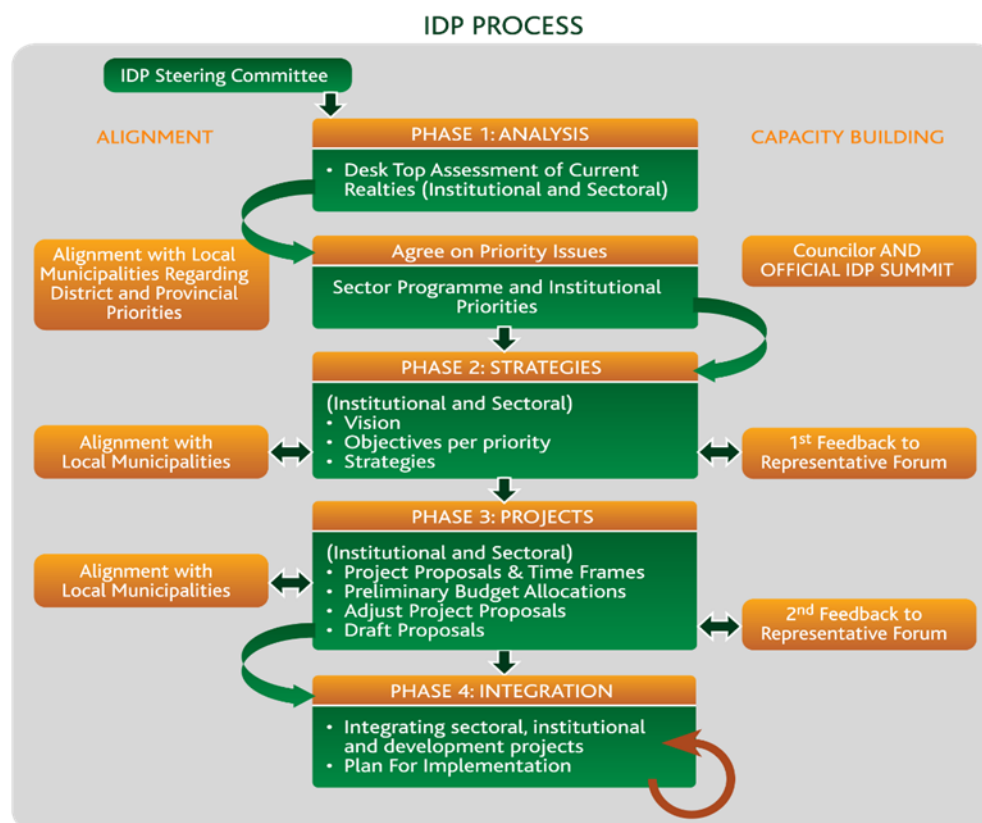 IDP PROCESS
IDP Steering Committee
ALIGNMENT
CAPACITY BUILDING
PHASE 1: ANALYSIS
• Desk Top Assessment of Current
Realties (Institutional and Sectoral)
Alignment with Local
Municipalities Regarding
District and Provincial
Priorities
Agree on Priority Issues
Sector Programme and Institutional
Priorities
Councilor AND
OFFICIAL IDP SUMMIT
PHASE 2: STRATEGIES
(Institutional and Sectoral)
• Vision
• Objectives per priority
• Strategies
Alignment with
Local Municipalities
1st Feedback to
Representative Forum
PHASE 3: PROJECTS
(Institutional and Sectoral)
• Project Proposals & Time Frames
• Preliminary Budget Allocations
• Adjust Project Proposals
• Draft Proposals
Alignment with
Local Municipalities
2nd Feedback to
Representative Forum
PHASE 4: INTEGRATION
• Integrating sectoral, institutional
and development projects
• Plan For Implementation